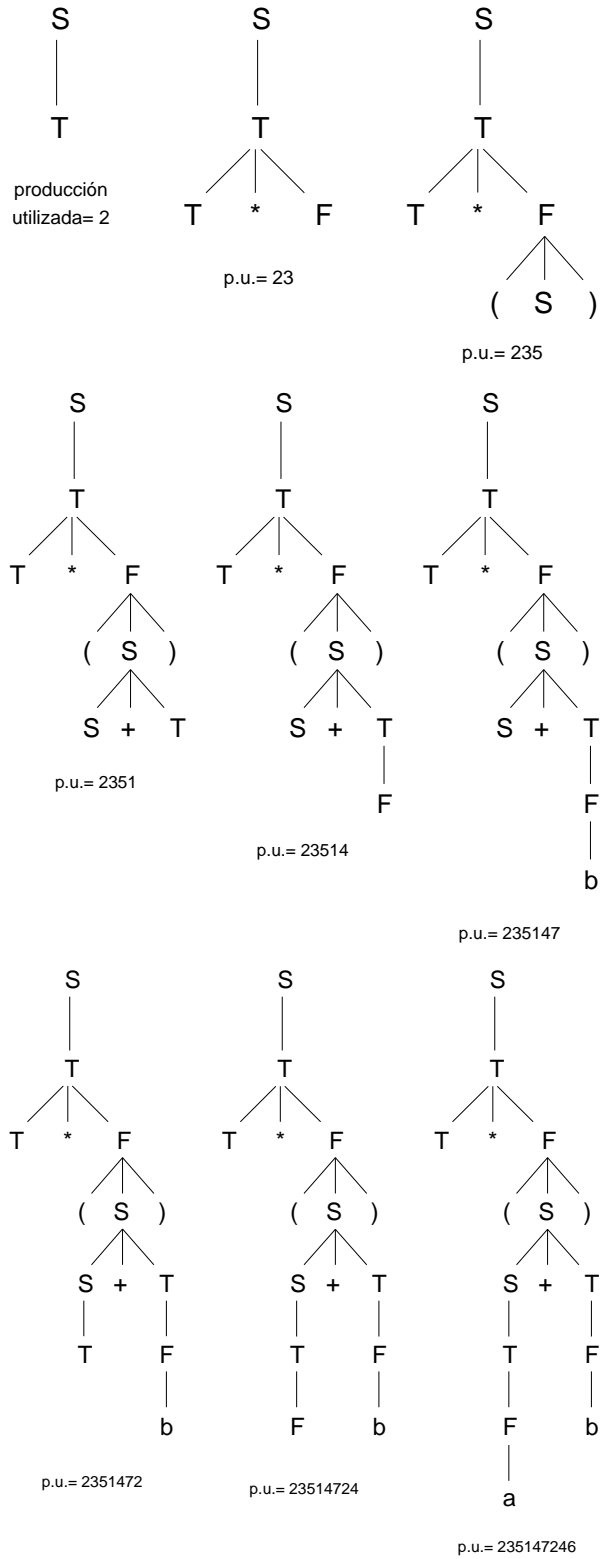 S S S
T T T
producción
utilizada= 2
T * F T * F
p.u.= 23
( S )
p.u.= 235
S S S
T T T
T * F T * F T * F
( S ) ( S ) ( S )
S + T S + T S + T
p.u.= 2351
F F
p.u.= 23514
b
p.u.= 235147
S S S
T T T
T * F T * F T * F
( S ) ( S ) ( S )
S + T S + T S + T
T F T F T F
b F b F b
p.u.= 2351472 p.u.= 23514724
a
p.u.= 235147246